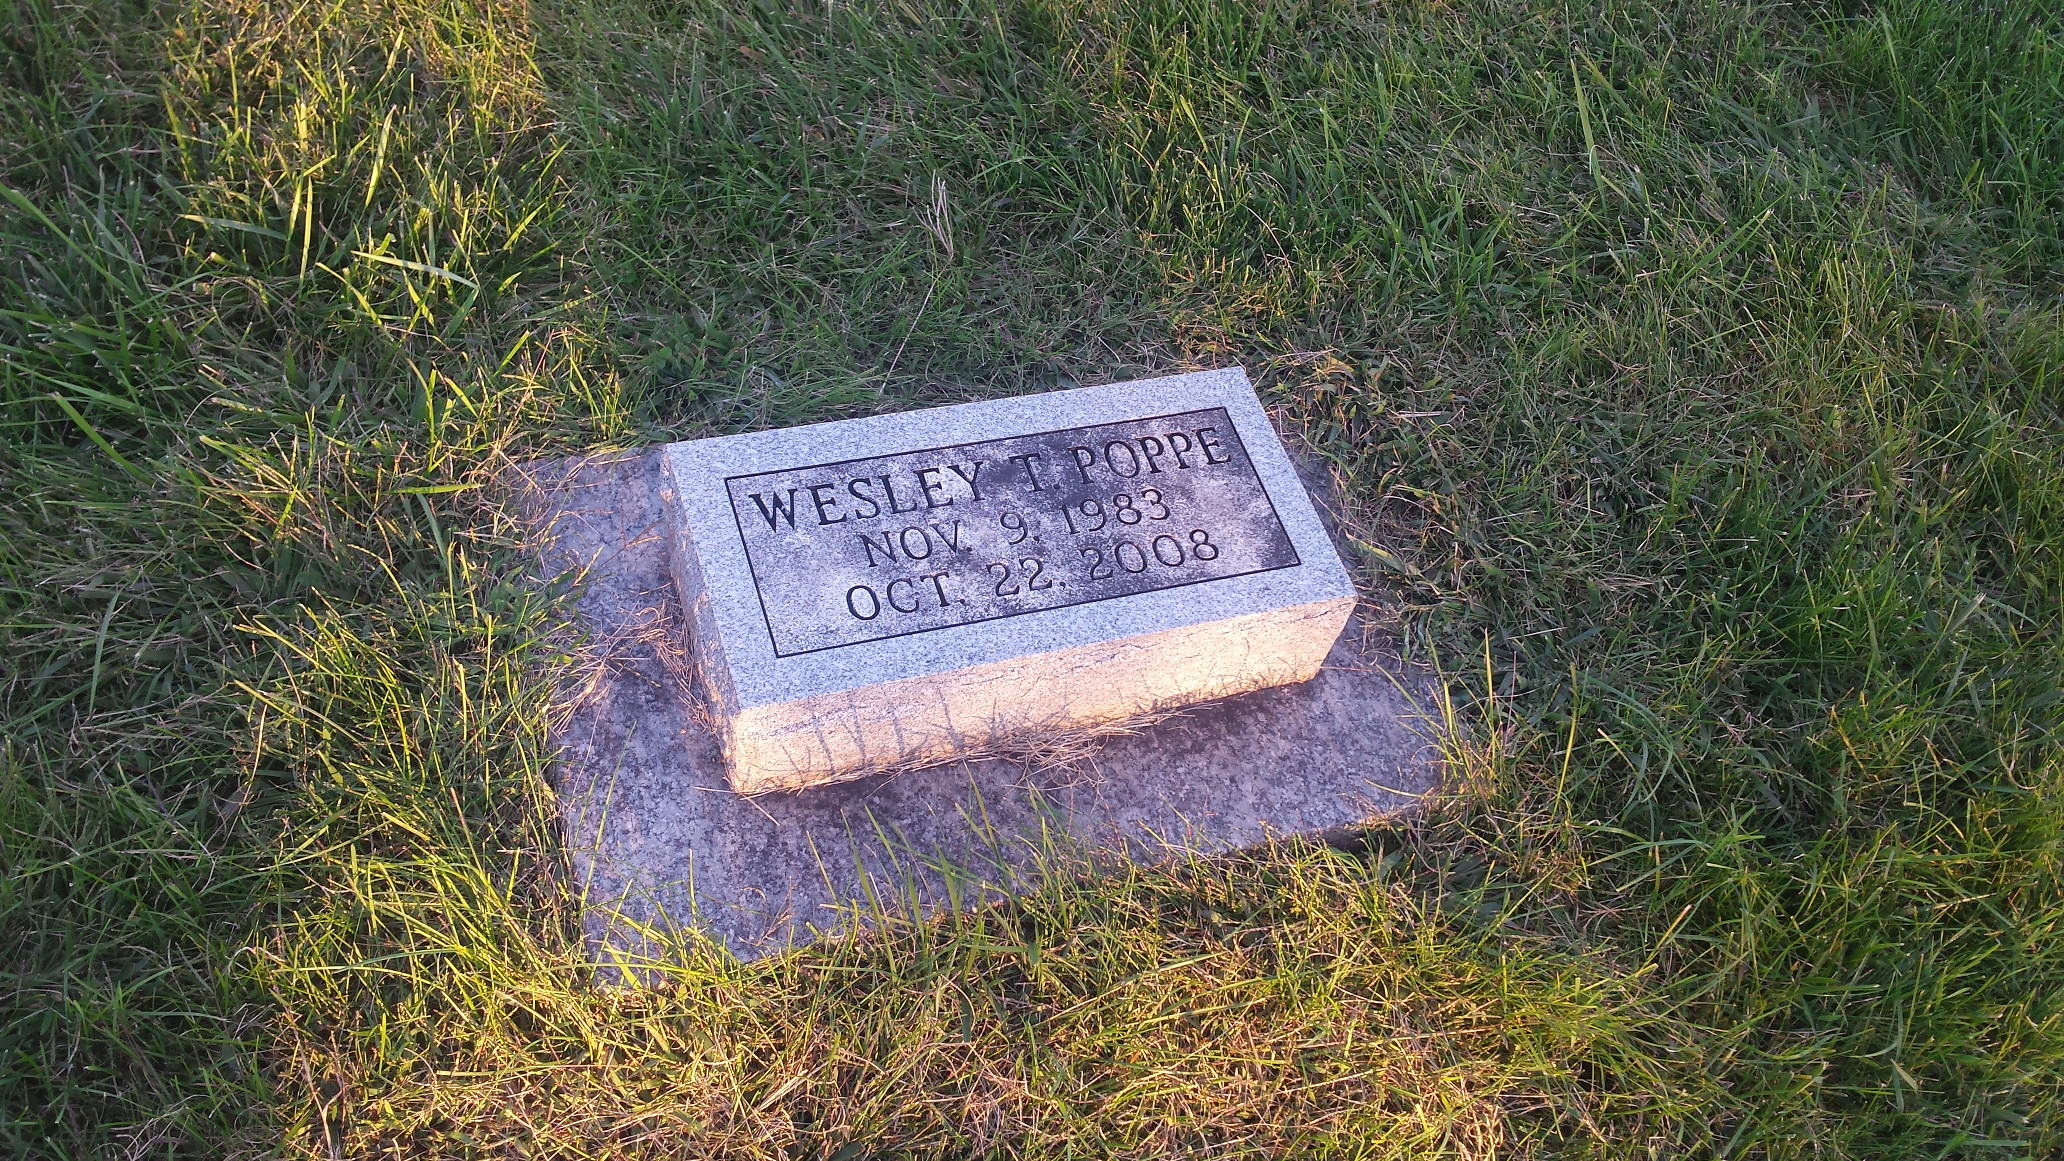 WESLEY T. POPPE
NOV. 9, 1983
OCT. 22, 2008